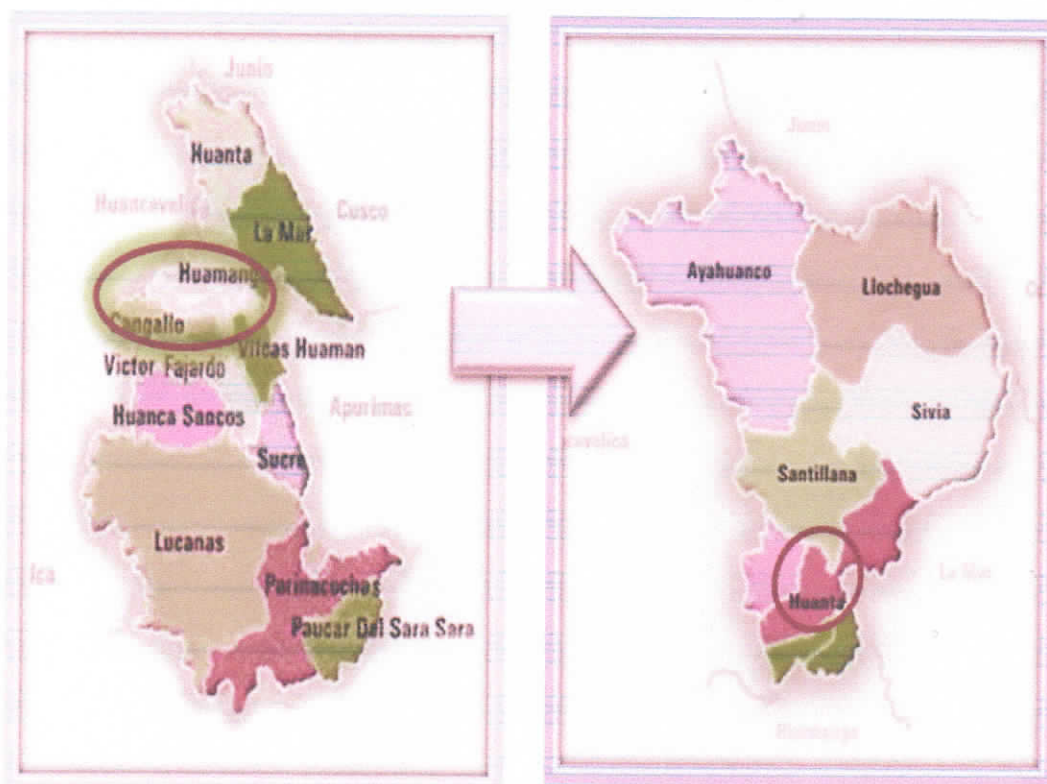 Junin
Huanta
Huancavelica
Cusco
La Mar
Huamang
Cangallo
Vilcas Huaman
Victor Fajardo
Apurimac
Huanca Sancos
Sucre
Lucanas
Ica
Parinacochas
Paucar Del Sara Sara
Junin
Ayahuanco
Llochegua
Sivia
Santillana
La Mar
Huanta